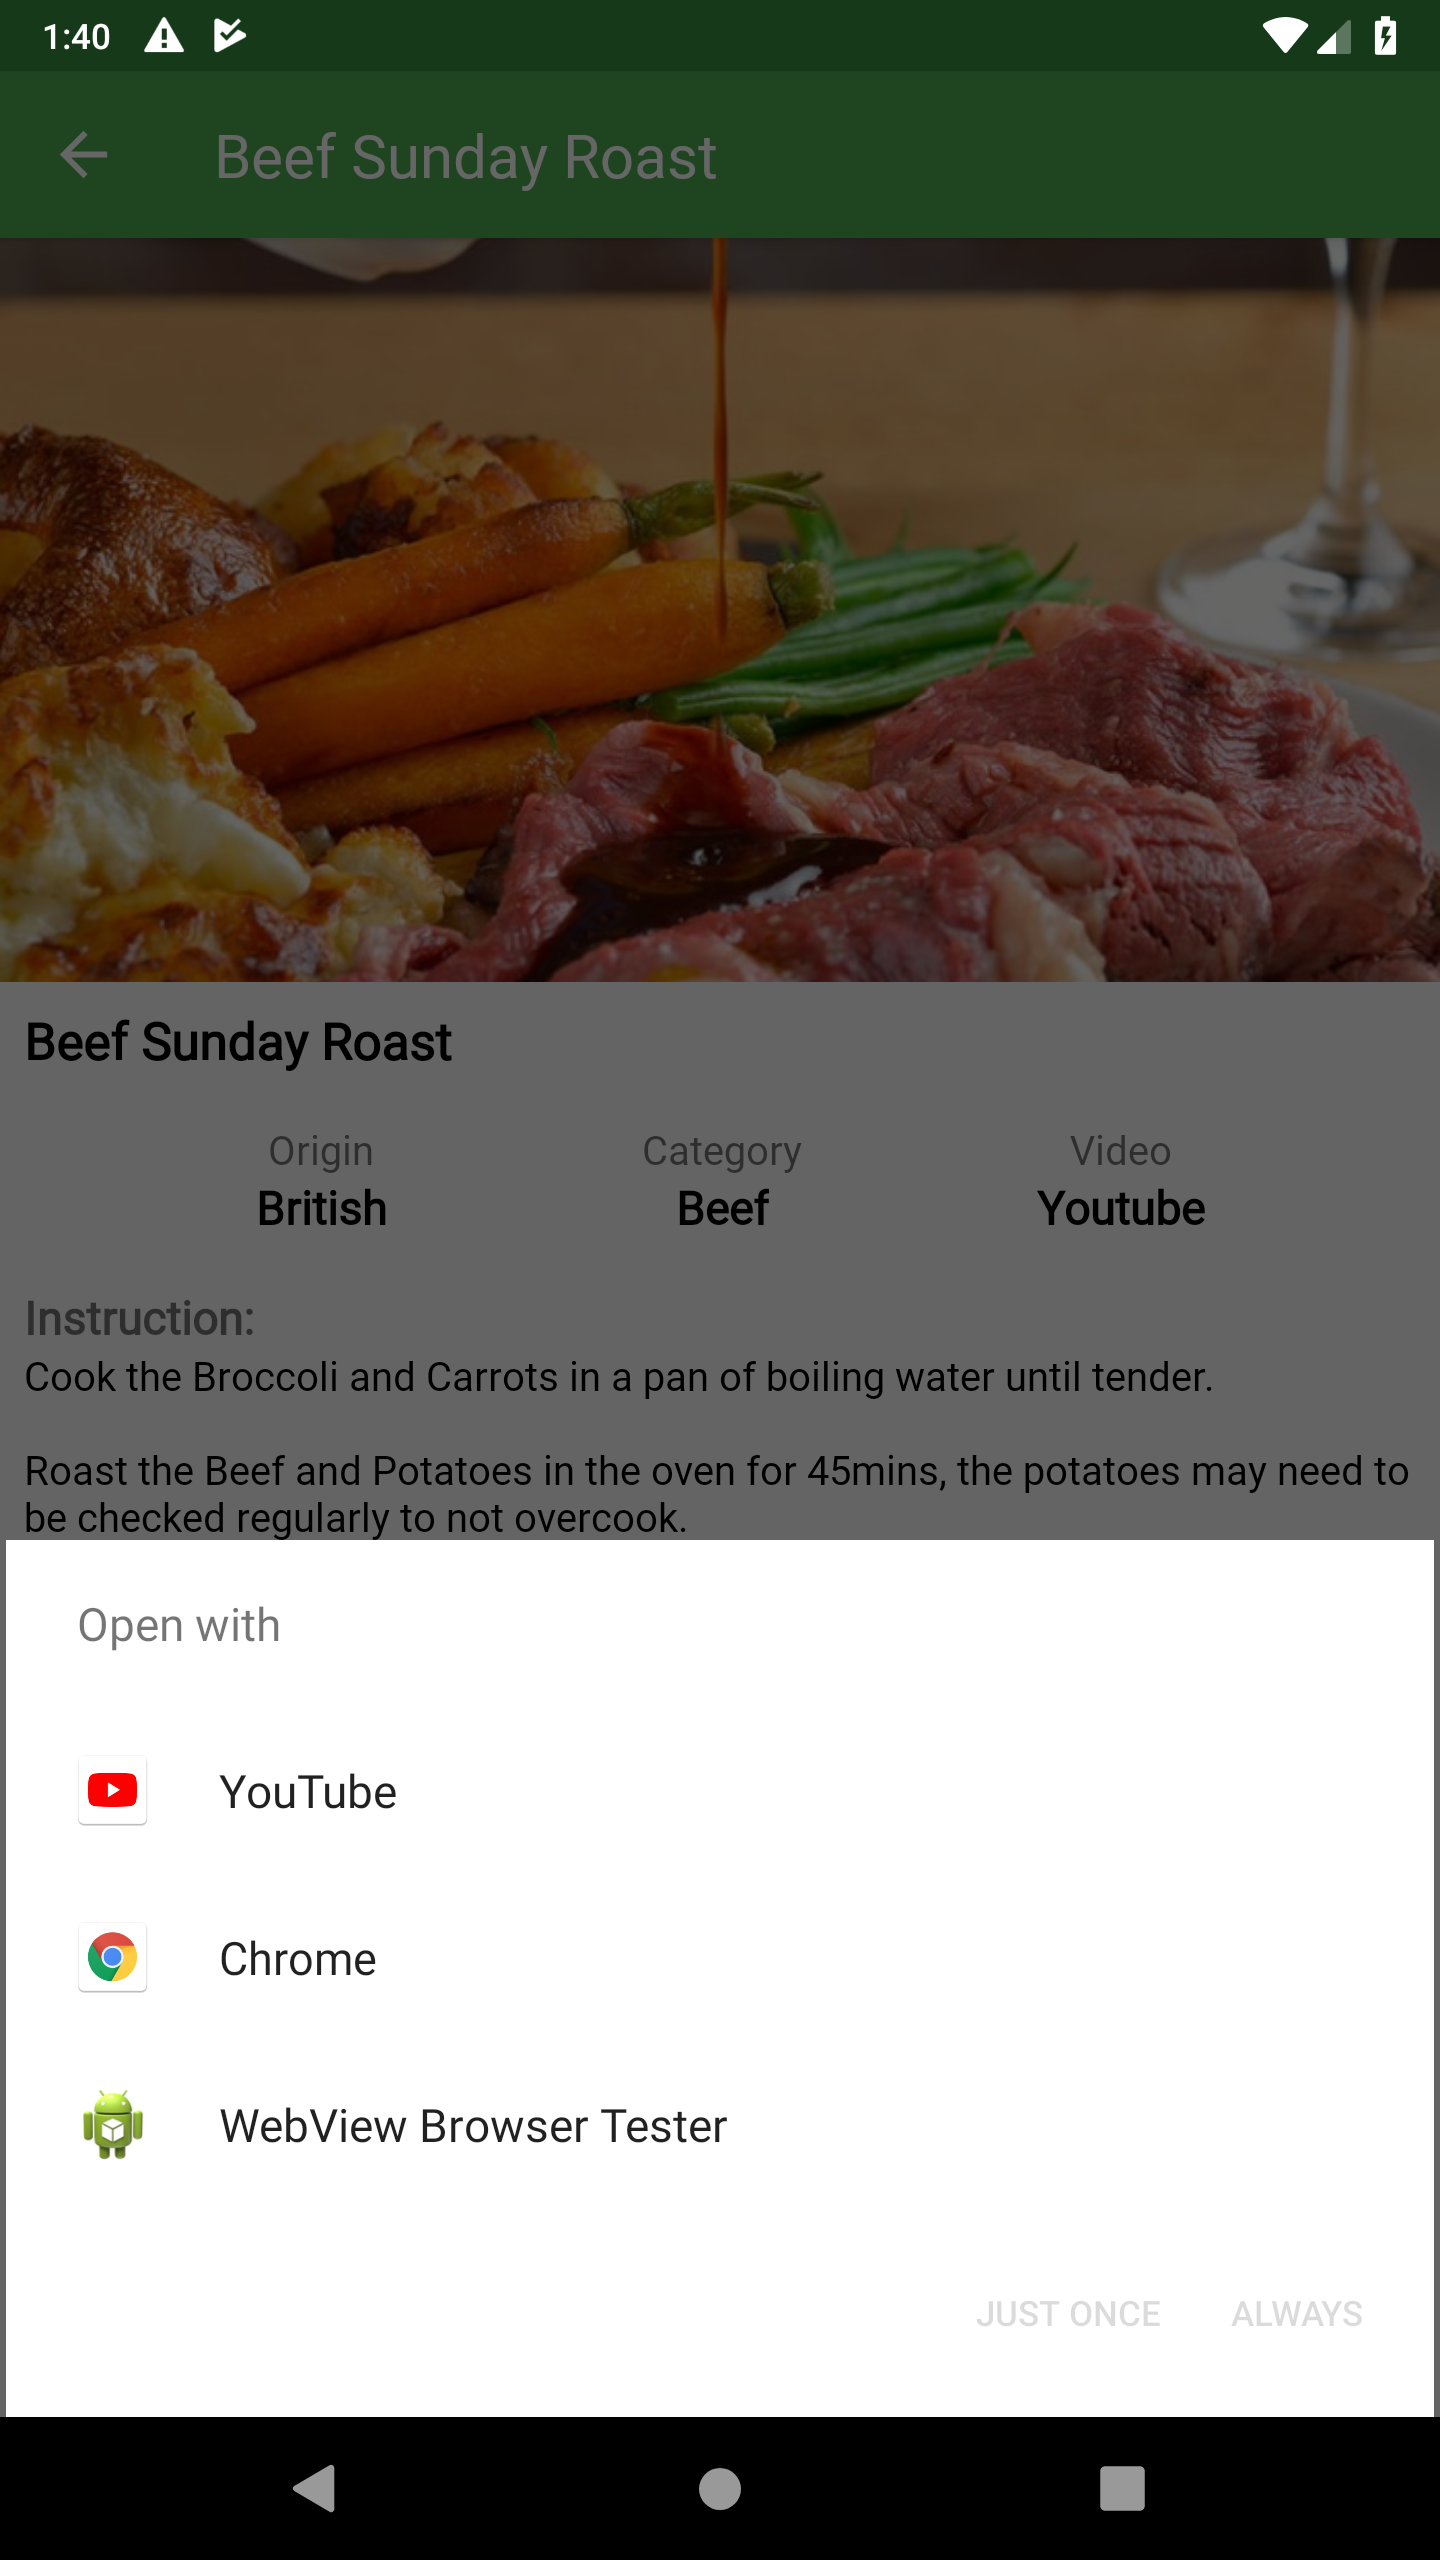 1:40
Beef Sunday Roast
Beef Sunday Roast
Origin
Category
Video
British
Beef
Youtube
Instruction:
Cook the Broccoli and Carrots in a pan of boiling water until tender.
Roast the Beef and Potatoes in the oven for 45mins, the potatoes may need to
be checked regularly to not overcook.
Open with
YouTube
Chrome
WebView Browser Tester
JUST ONCE
ALWAYS